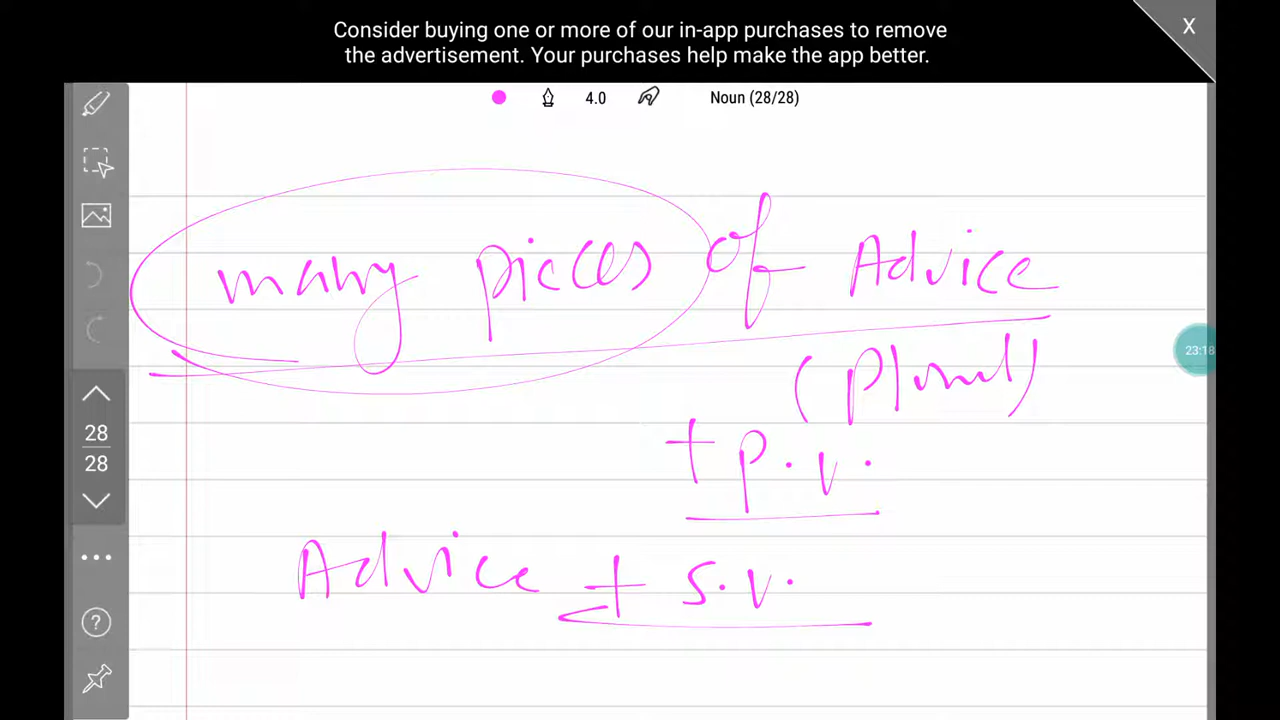 Consider buying one or more of our in-app purchases to remove
the advertisement. Your purchases help make the app better.
X
4.0
Noun (28/28)
many pieces of Advice
(Plural)
+ p.v.
Advice + s.v.
23:18
28
28
?